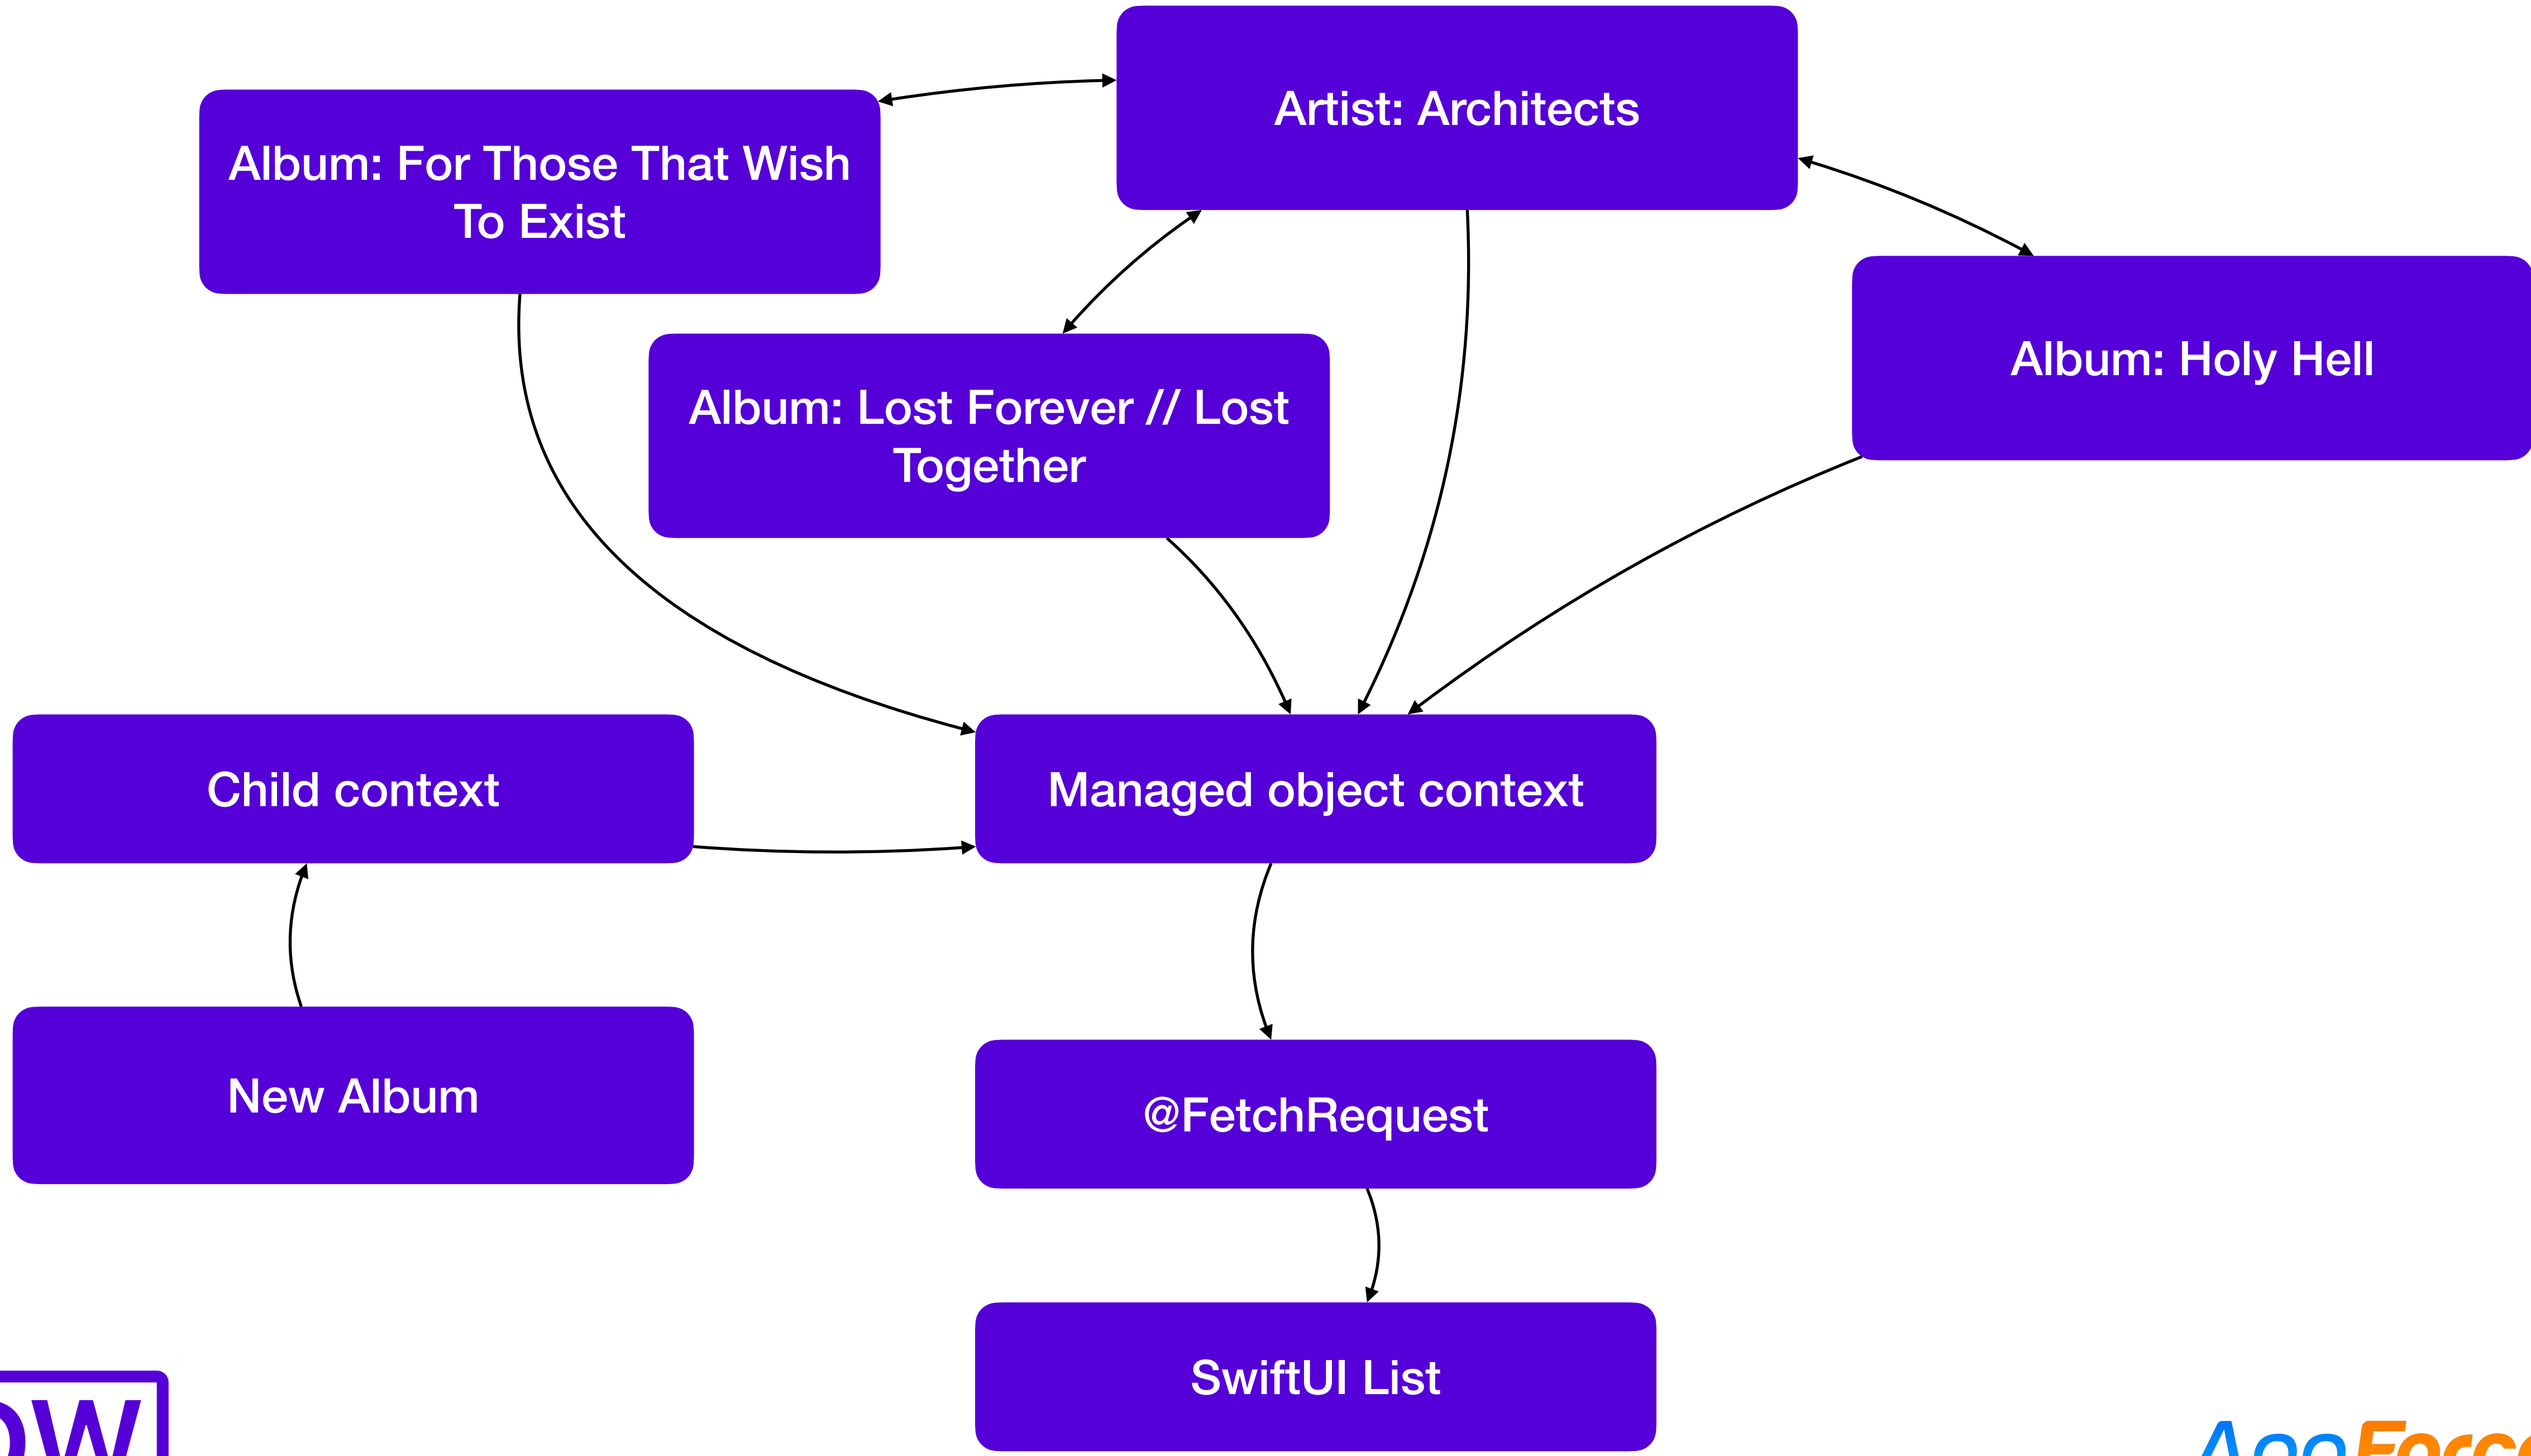 Artist: Architects
Album: For Those That Wish
To Exist
Album: Holy Hell
Album: Lost Forever // Lost
Together
Child context
Managed object context
New Album
@FetchRequest
SwiftUI List